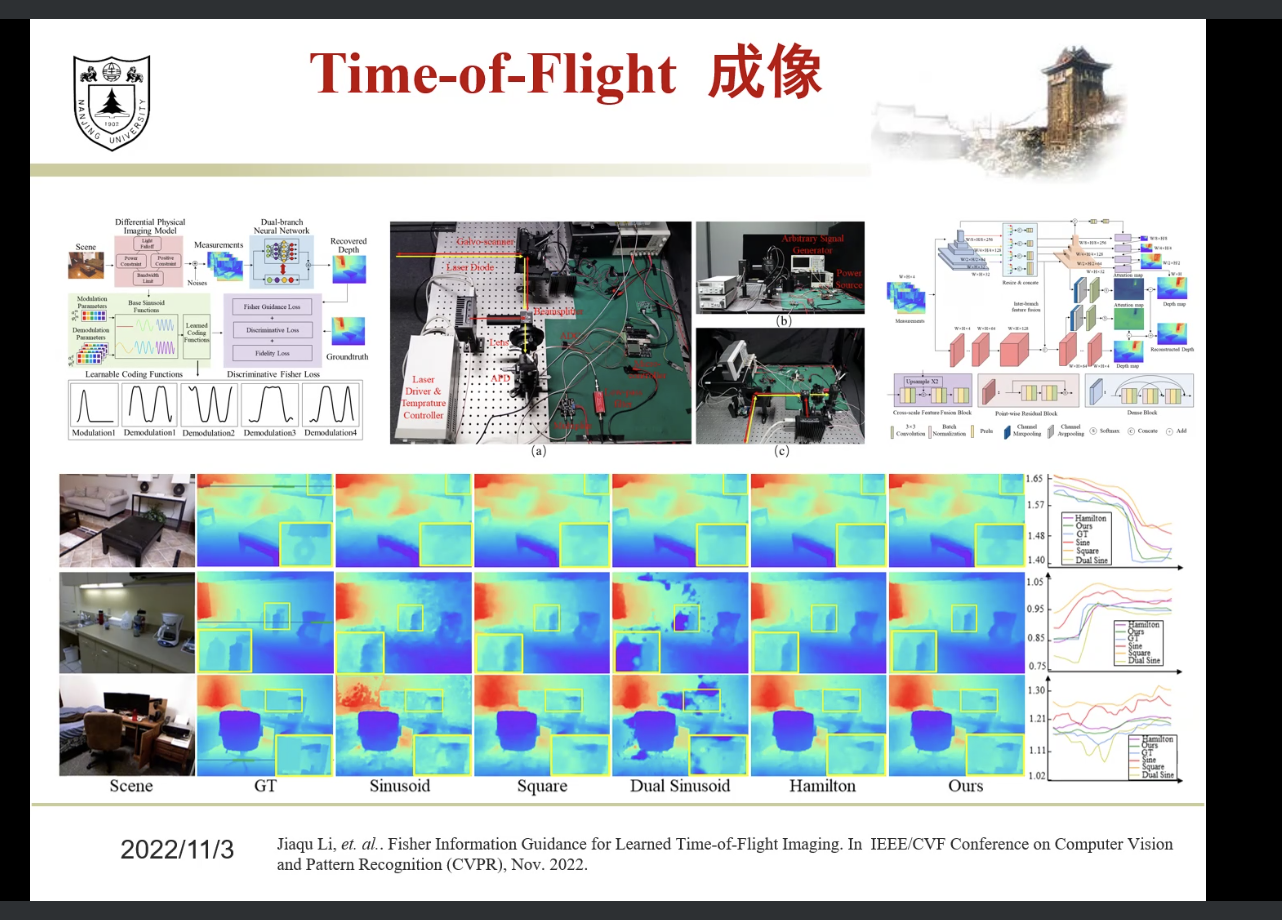 Time-of-Flight 成像
NANJING UNIVERSITY
1902
Differential Physical
Imaging Model
Dual-branch
Neural Network
Scene
Light
Falloff
Power
Constraint
Positive
Constraint
Bandwidth
Limit
Measurements
Noises
Recovered
Depth
Modulation
Parameters
Base Sinusoid
Functions
Demodulation
Parameters
Learned
Coding
Functions
Fisher Guidance Loss
+
Discriminative Loss
+
Fidelity Loss
Groundtruth
Learnable Coding Functions
Discriminative Fisher Loss
Modulation1
Demodulation1
Demodulation2
Demodulation3
Demodulation4
Galvo-scanner
Laser Diode
Beamsplitter
Lens
APD
Laser
Driver &
Temprature
Controller
(a)
Arbitrary Signal
Generator
Power
Source
(b)
(c)
Resize & concate
Inter-branch
feature fusion
Measurements
Attention map
Attention map
Depth map
Reconstructed Depth
Depth map
Upsample X2
Cross-scale Feature Fusion Block
Point-wise Residual Block
Dense Block
3×3
Convolution
Batch
Normalization
Prelu
Channel
Maxpooling
Channel
Avgpooling
Softmax
Concate
Add
1.65
1.57
1.48
1.40
Hamilton
Ours
GT
Sine
Square
Dual Sine
1.05
0.95
0.85
0.75
Hamilton
Ours
GT
Sine
Square
Dual Sine
1.30
1.21
1.11
1.02
Hamilton
Ours
GT
Sine
Square
Dual Sine
Scene
GT
Sinusoid
Square
Dual Sinusoid
Hamilton
Ours
2022/11/3
Jiaqu Li, et. al.. Fisher Information Guidance for Learned Time-of-Flight Imaging. In IEEE/CVF Conference on Computer Vision
and Pattern Recognition (CVPR), Nov. 2022.